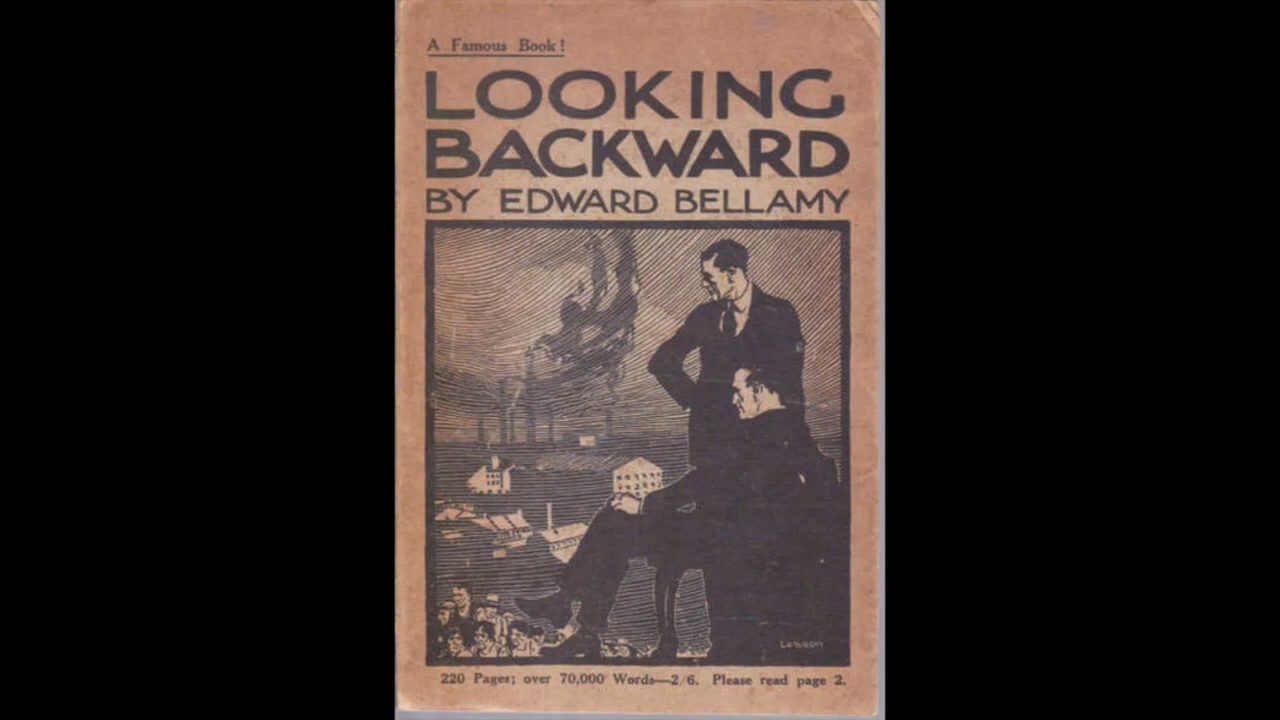 A Famous Book!
LOOKING
BACKWARD
BY EDWARD BELLAMY
220 Pages; over 70,000 Words—2/6. Please read page 2.